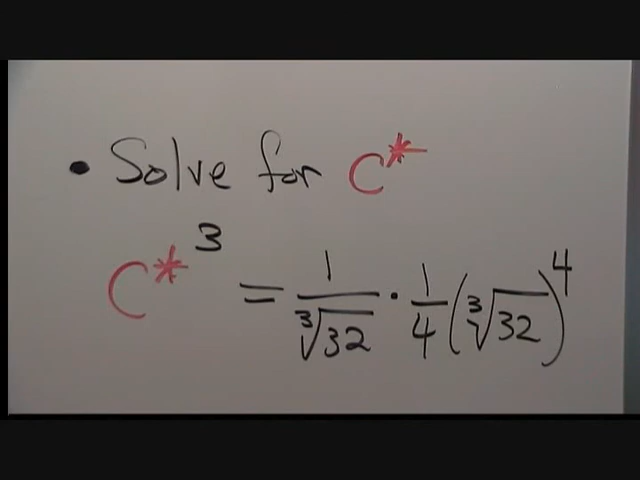 • Solve for C*
C*³ = 1/∛32 · 1/4 (∛32)⁴